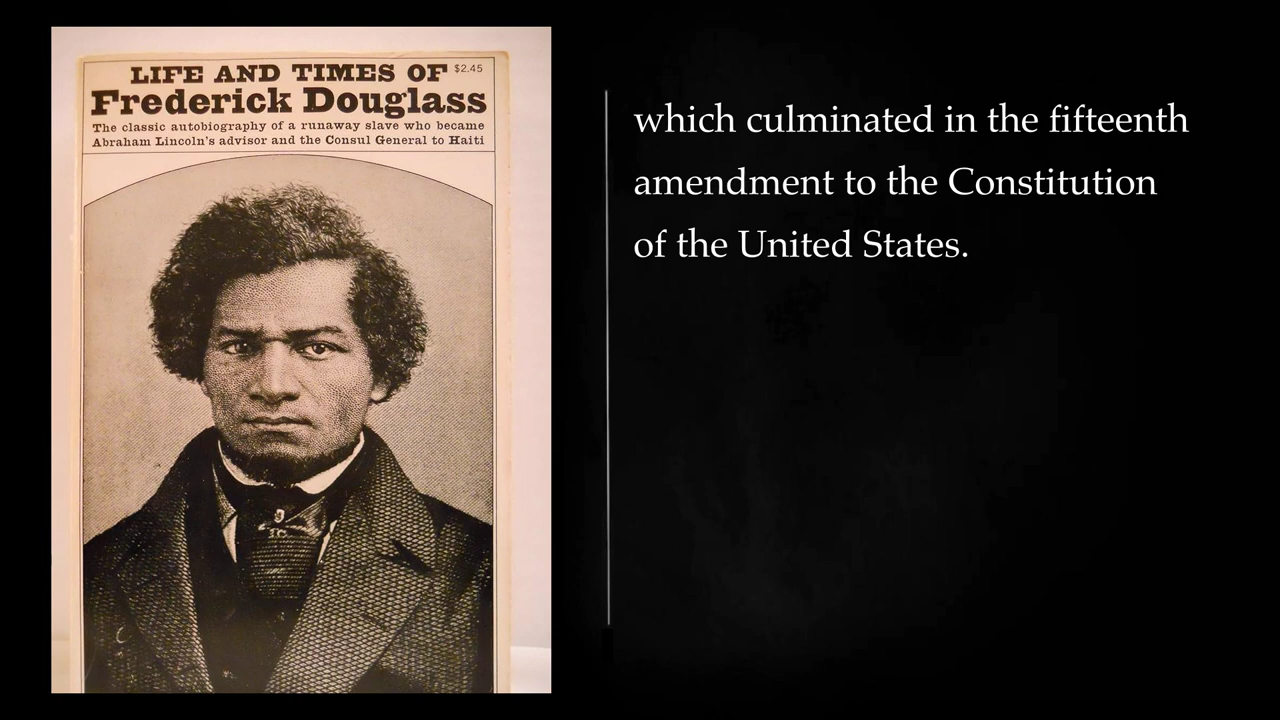 LIFE AND TIMES OF $2.45
Frederick Douglass
The classic autobiography of a runaway slave who became
Abraham Lincoln's advisor and the Consul General to Haiti
which culminated in the fifteenth
amendment to the Constitution
of the United States.